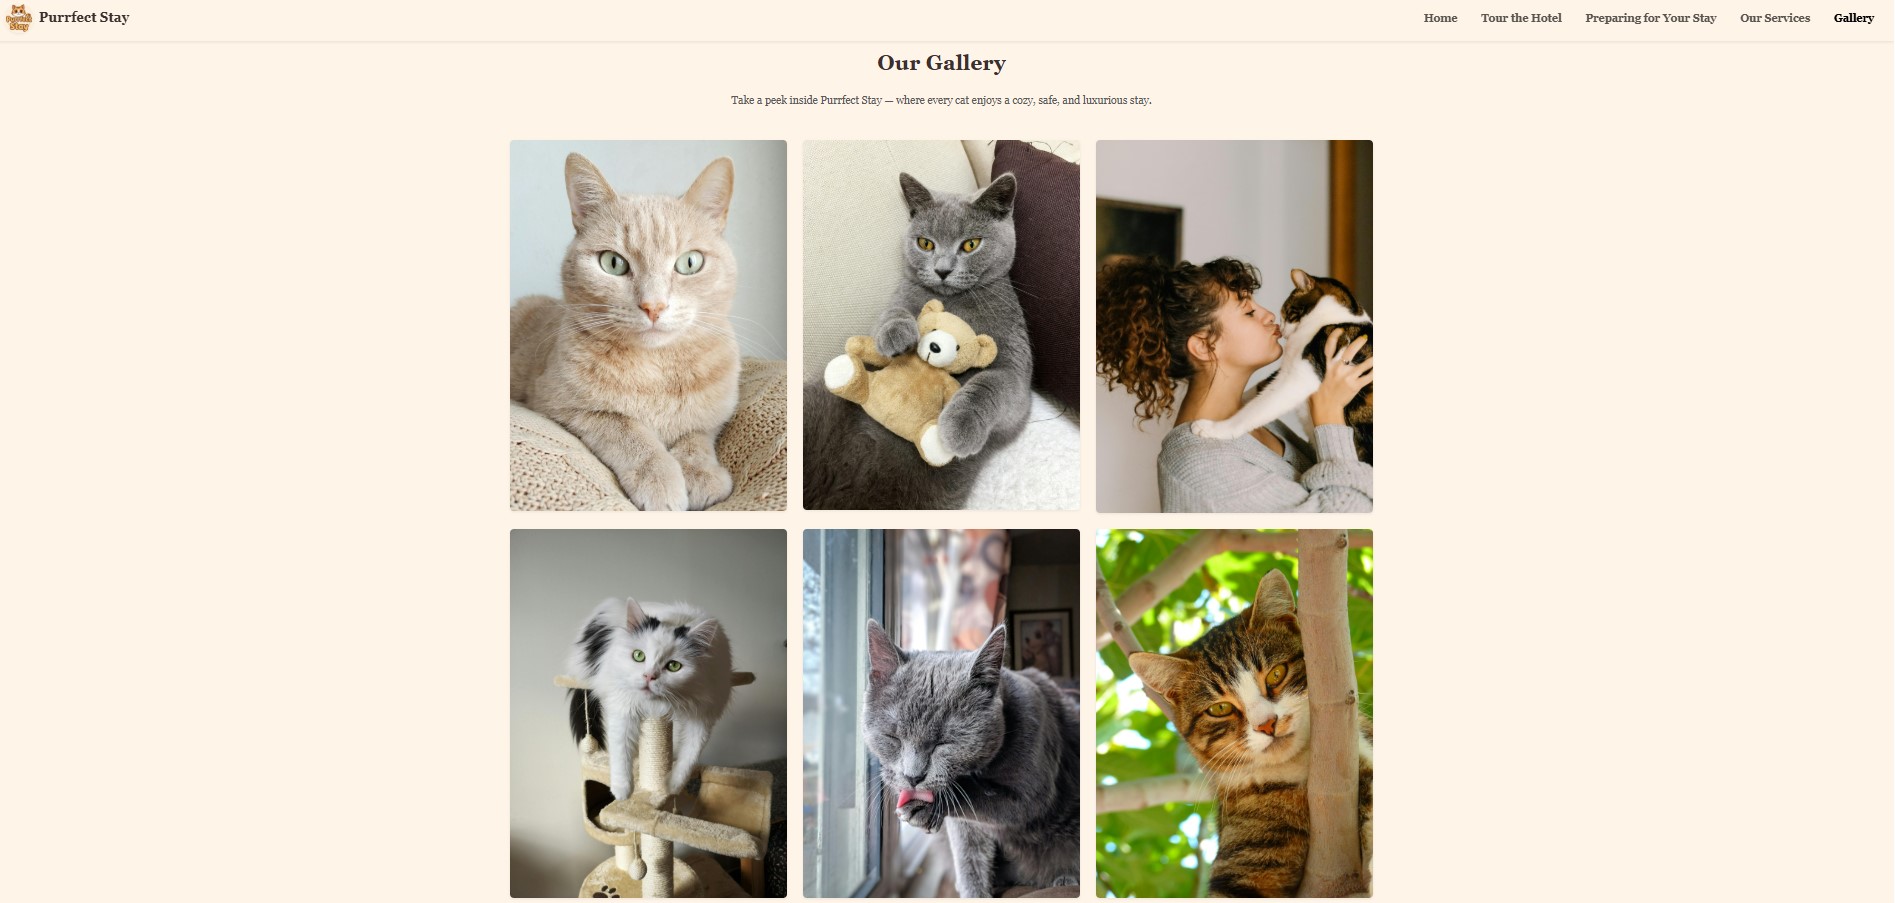 Purrfect Stay
Purrfect Stay
Home
Tour the Hotel
Preparing for Your Stay
Our Services
Gallery
Our Gallery
Take a peek inside Purrfect Stay — where every cat enjoys a cozy, safe, and luxurious stay.